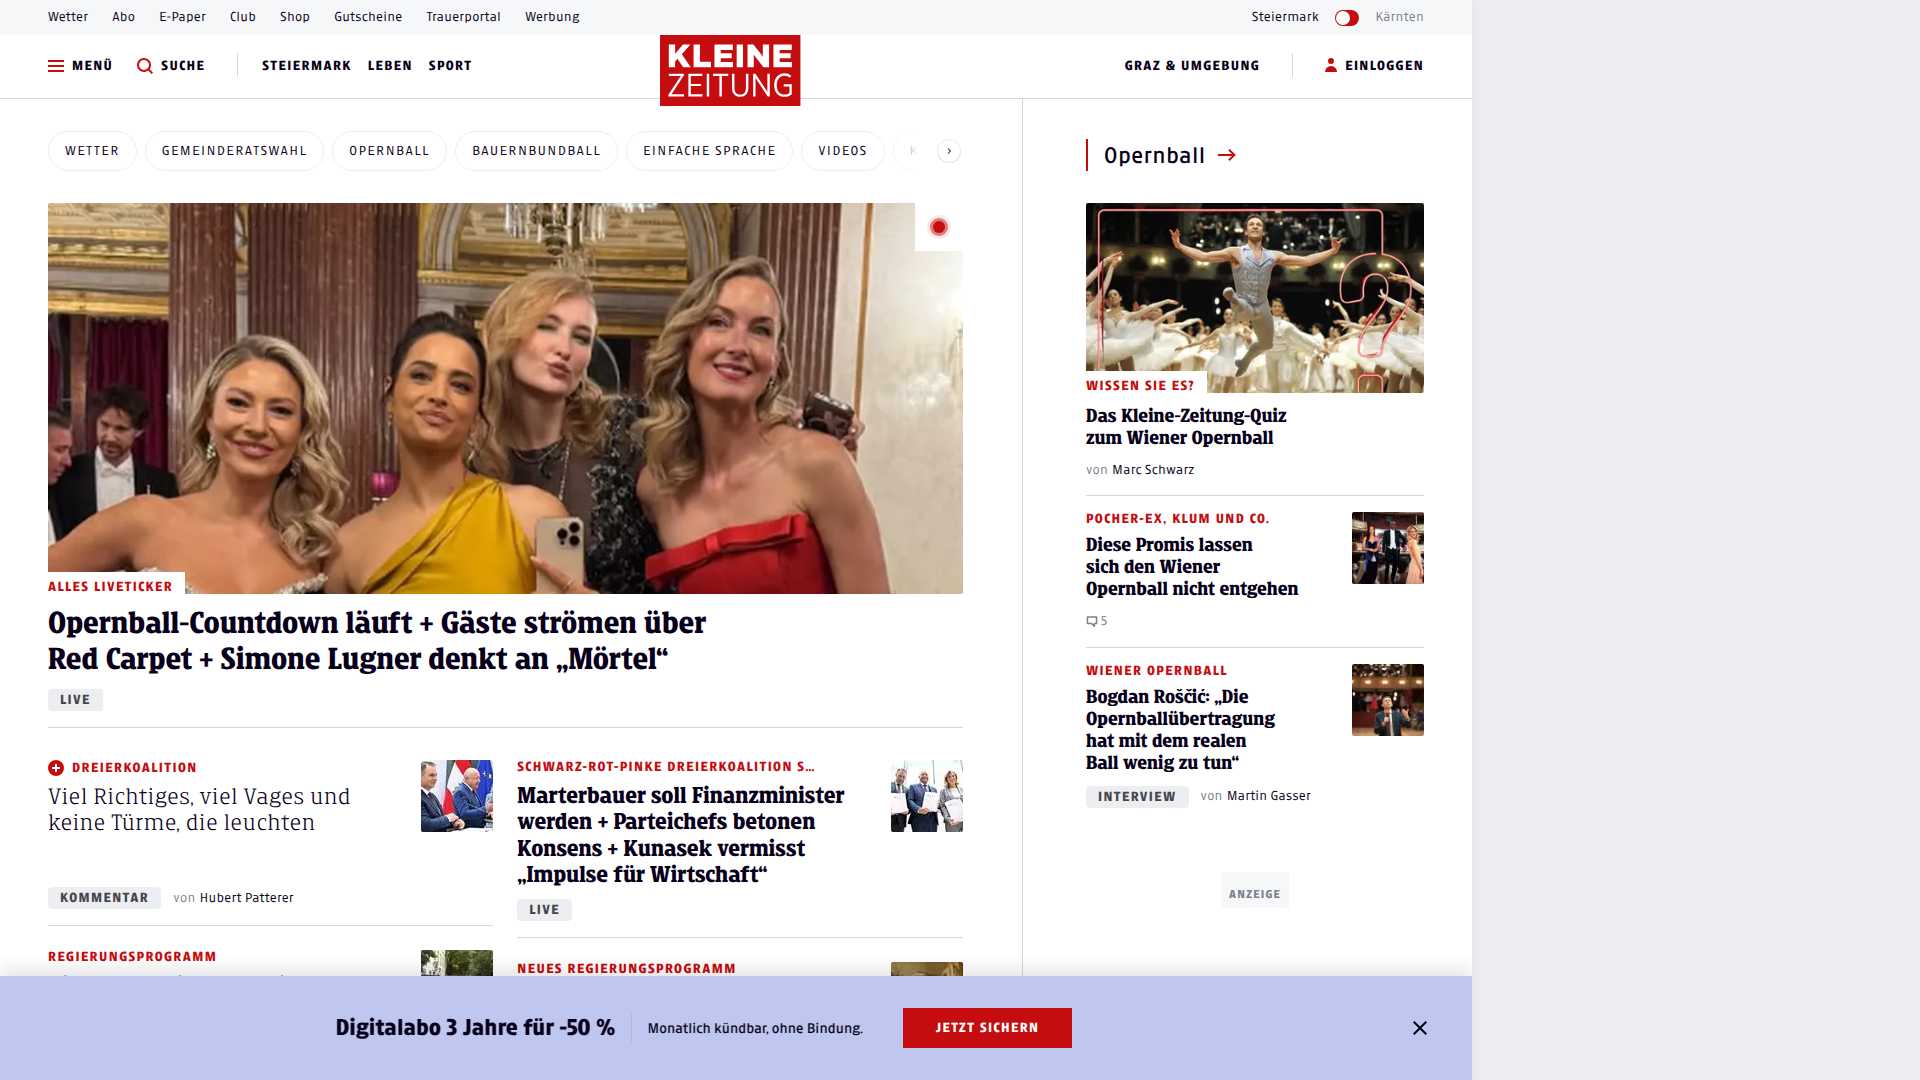 Wetter Abo E-Paper Club Shop Gutscheine Trauerportal Werbung Steiermark Kärnten
MENÜ SUCHE STEIERMARK LEBEN SPORT KLEINE ZEITUNG GRAZ & UMGEBUNG EINLOGGEN
WETTER GEMEINDERATSWAHL OPERNBALL BAUERNBUNDBALL EINFACHE SPRACHE VIDEOS K
ALLES LIVETICKER
Opernball-Countdown läuft + Gäste strömen über
Red Carpet + Simone Lugner denkt an „Mörtel“
LIVE
DREIERKOALITION
Viel Richtiges, viel Vages und
keine Türme, die leuchten
KOMMENTAR von Hubert Patterer
REGIERUNGSPROGRAMM
SCHWARZ-ROT-PINKE DREIERKOALITION S...
Marterbauer soll Finanzminister
werden + Parteichefs betonen
Konsens + Kunasek vermisst
„Impulse für Wirtschaft“
LIVE
NEUES REGIERUNGSPROGRAMM
Opernball
WISSEN SIE ES?
Das Kleine-Zeitung-Quiz
zum Wiener Opernball
von Marc Schwarz
POCHER-EX, KLUM UND CO.
Diese Promis lassen
sich den Wiener
Opernball nicht entgehen
5
WIENER OPERNBALL
Bogdan Roščić: „Die
Opernballübertragung
hat mit dem realen
Ball wenig zu tun“
INTERVIEW von Martin Gasser
ANZEIGE
Digitalabo 3 Jahre für -50 % Monatlich kündbar, ohne Bindung. JETZT SICHERN